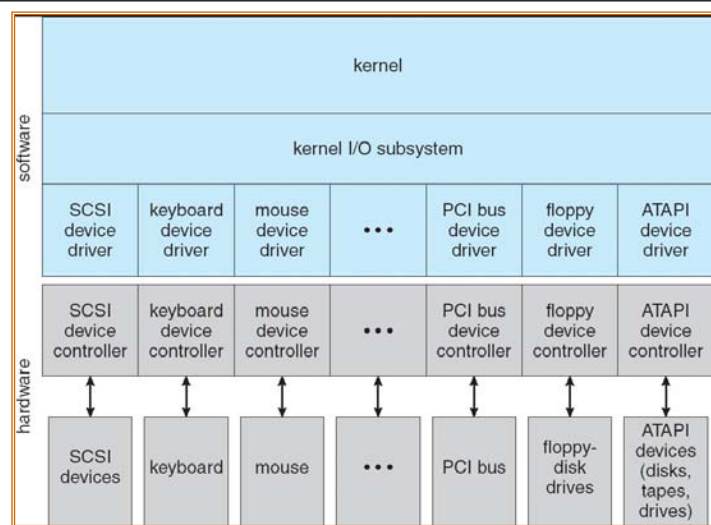 software
kernel
kernel I/O subsystem
SCSI
device
driver
keyboard
device
driver
mouse
device
driver
•••
PCI bus
device
driver
floppy
device
driver
ATAPI
device
driver
hardware
SCSI
device
controller
keyboard
device
controller
mouse
device
controller
•••
PCI bus
device
controller
floppy
device
controller
ATAPI
device
controller
SCSI
devices
keyboard
mouse
•••
PCI bus
floppy-
disk
drives
ATAPI
devices
(disks,
tapes,
drives)